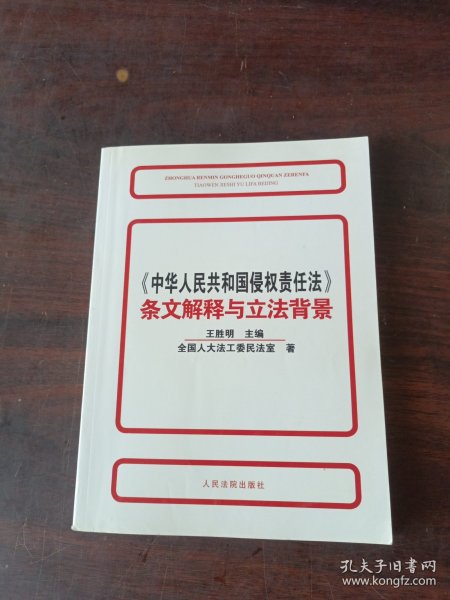 ZHONGHUA RENMIN GONGHEGUO QINQUAN ZERENFA
TIAOWEN JIESHI YU LIFA BEIJING
《中华人民共和国侵权责任法》
条文解释与立法背景
王胜明 主编
全国人大法工委民法室 著
人民法院出版社
孔夫子旧书网
www.kongfz.com